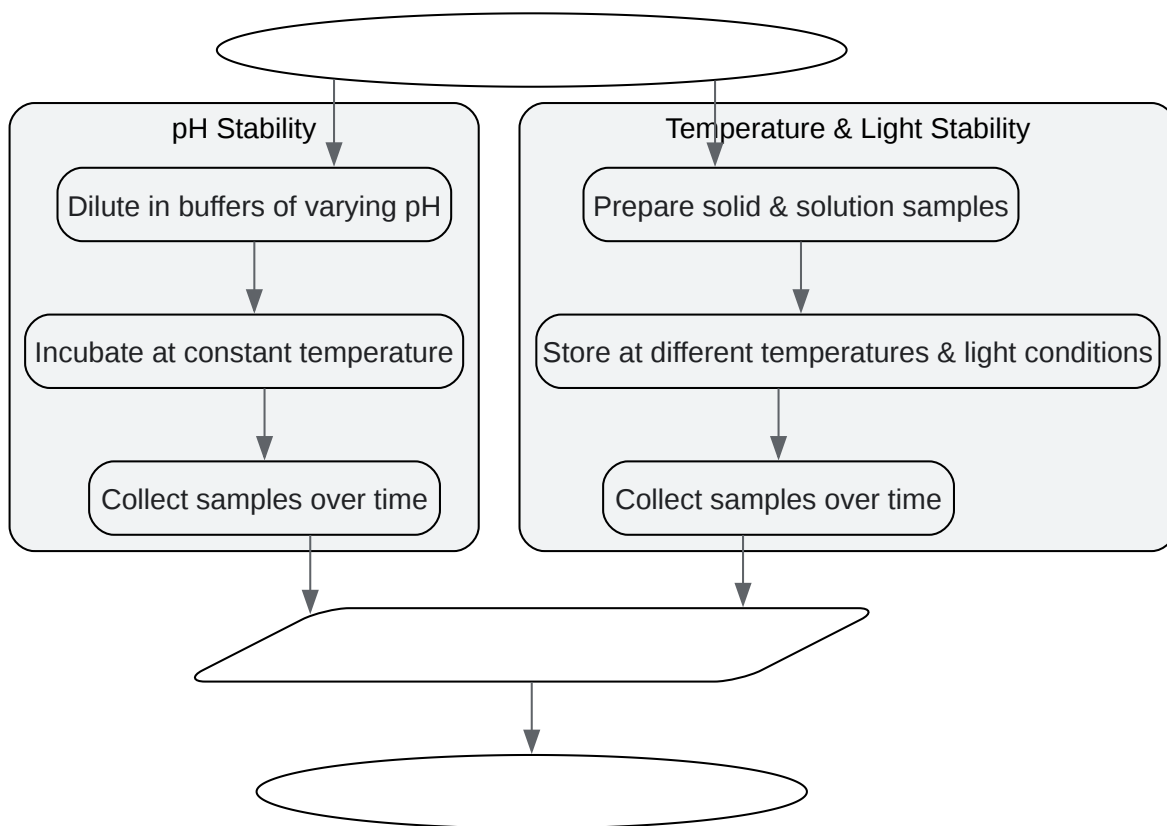 pH Stability
Dilute in buffers of varying pH
Incubate at constant temperature
Collect samples over time
Temperature & Light Stability
Prepare solid & solution samples
Store at different temperatures & light conditions
Collect samples over time